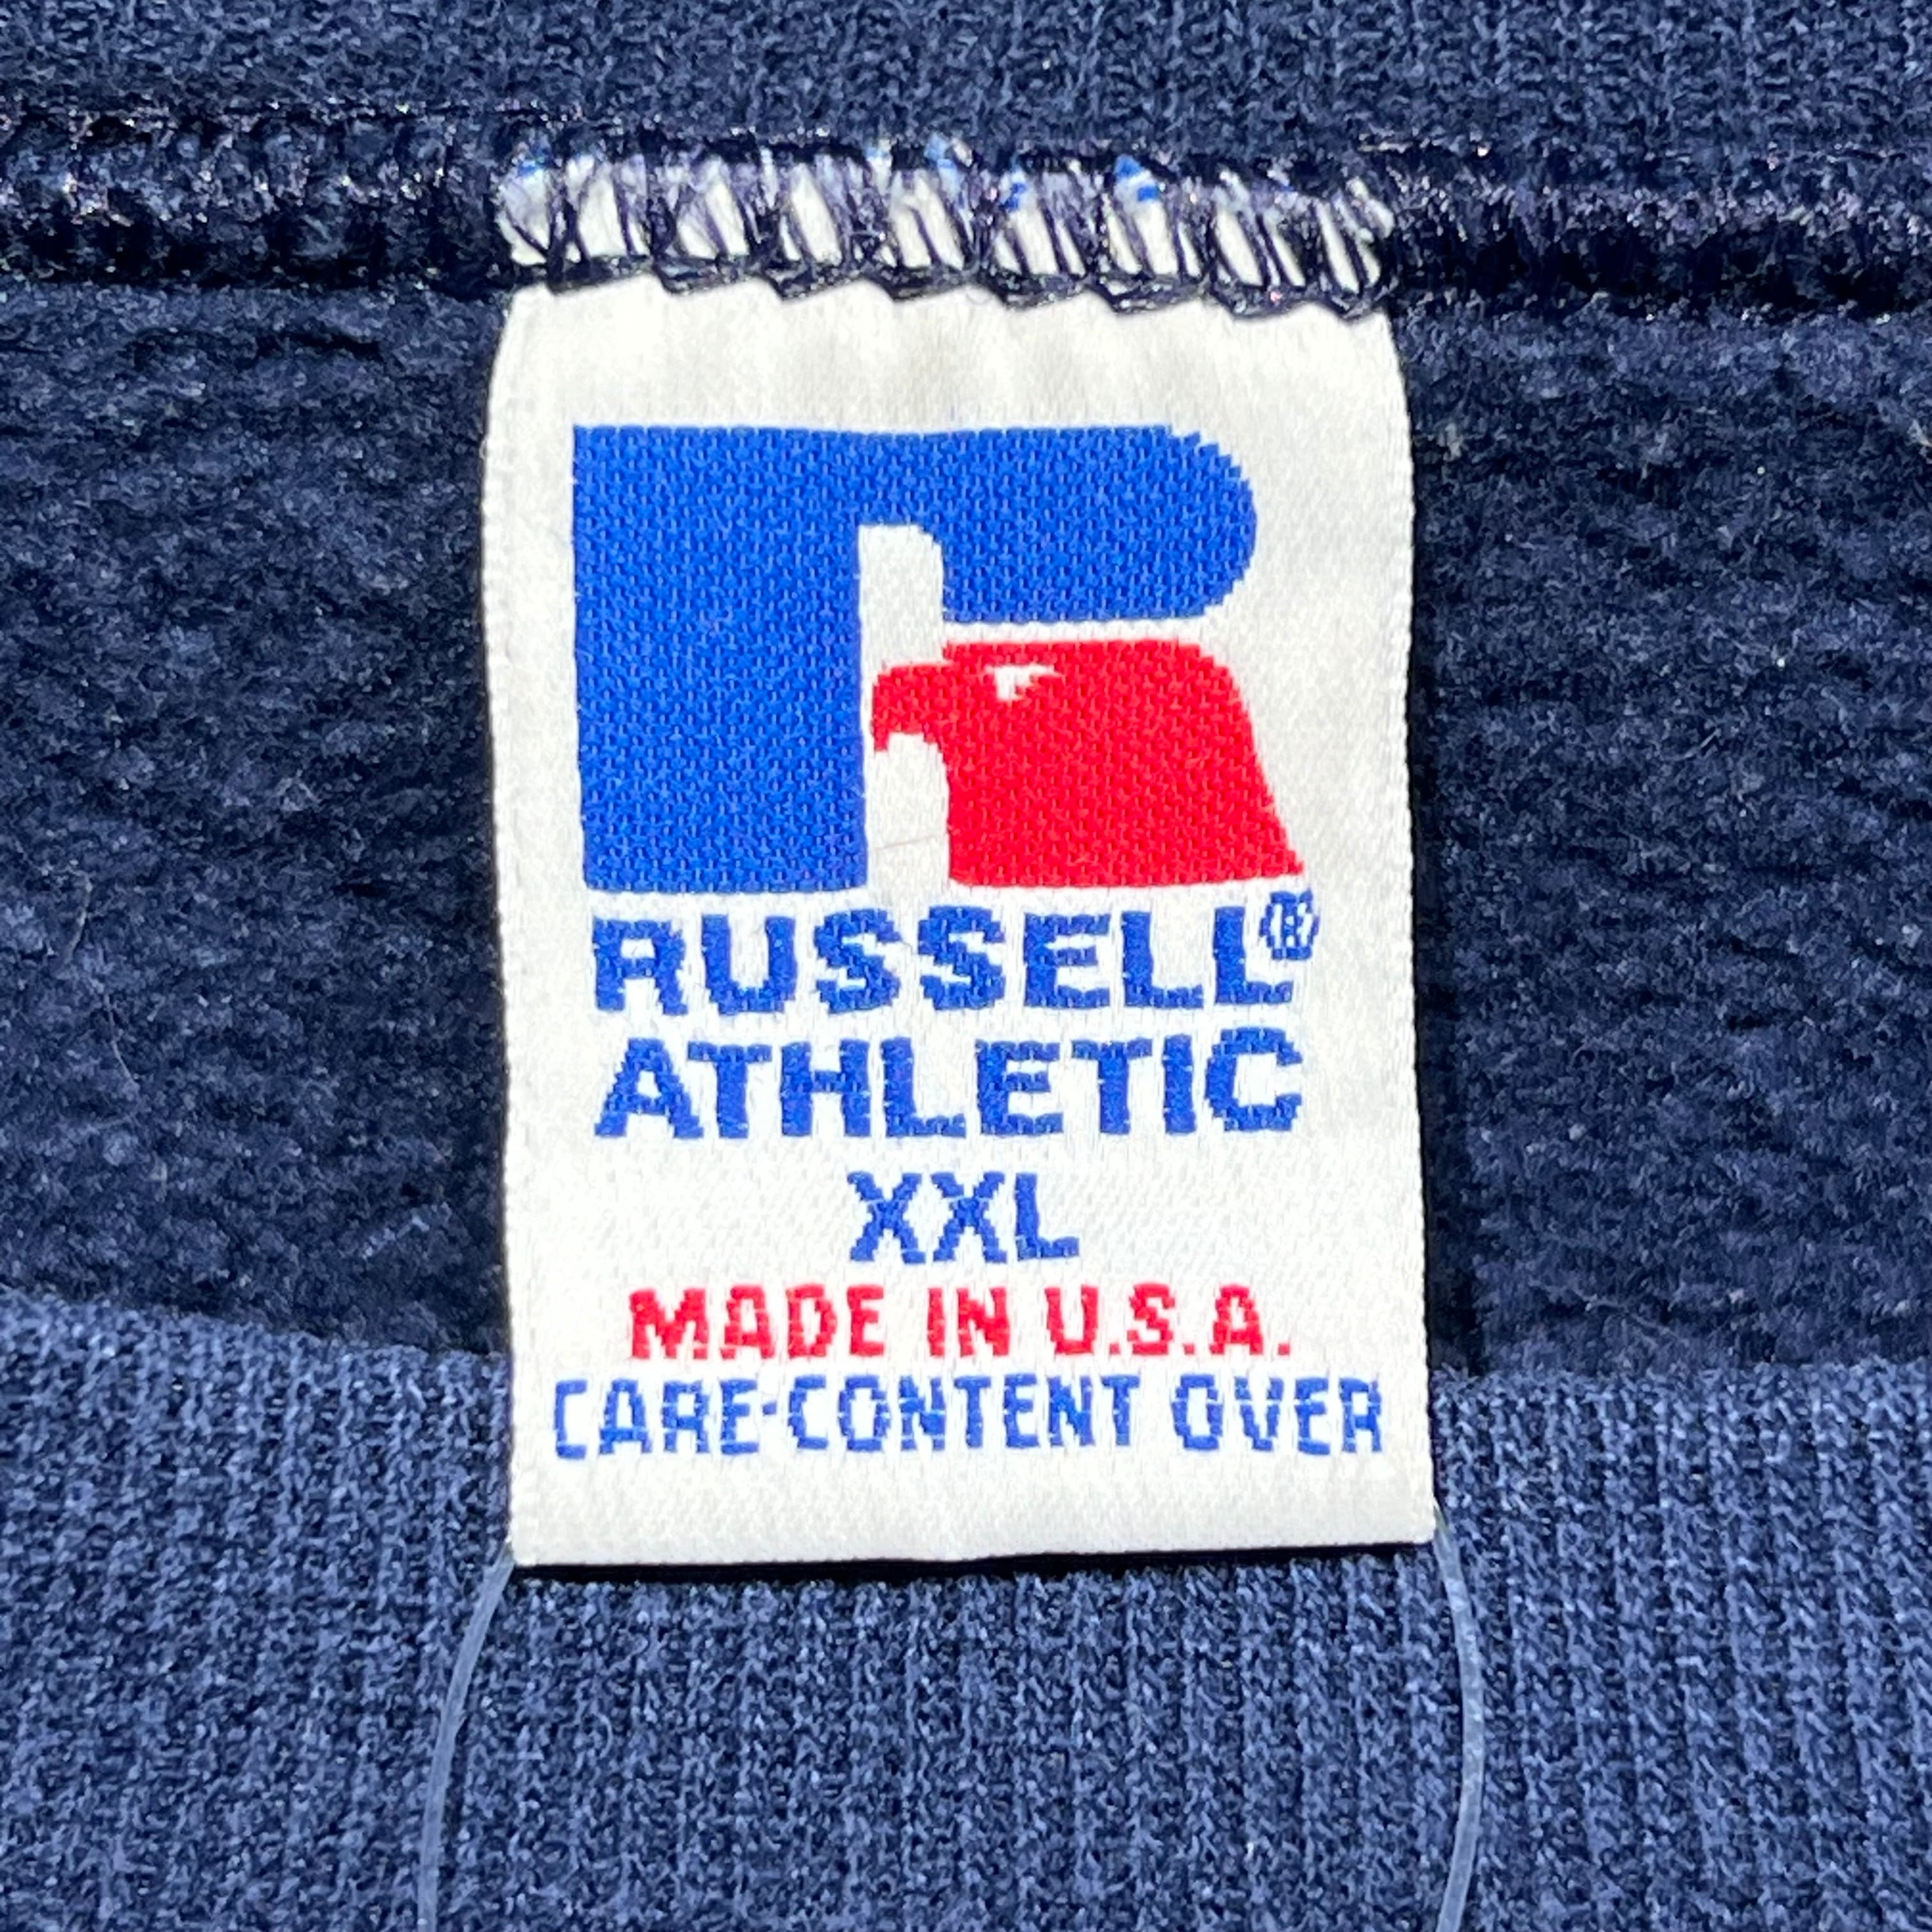 RUSSELL®
ATHLETIC
XXL
MADE IN U.S.A.
CARE-CONTENT OVER